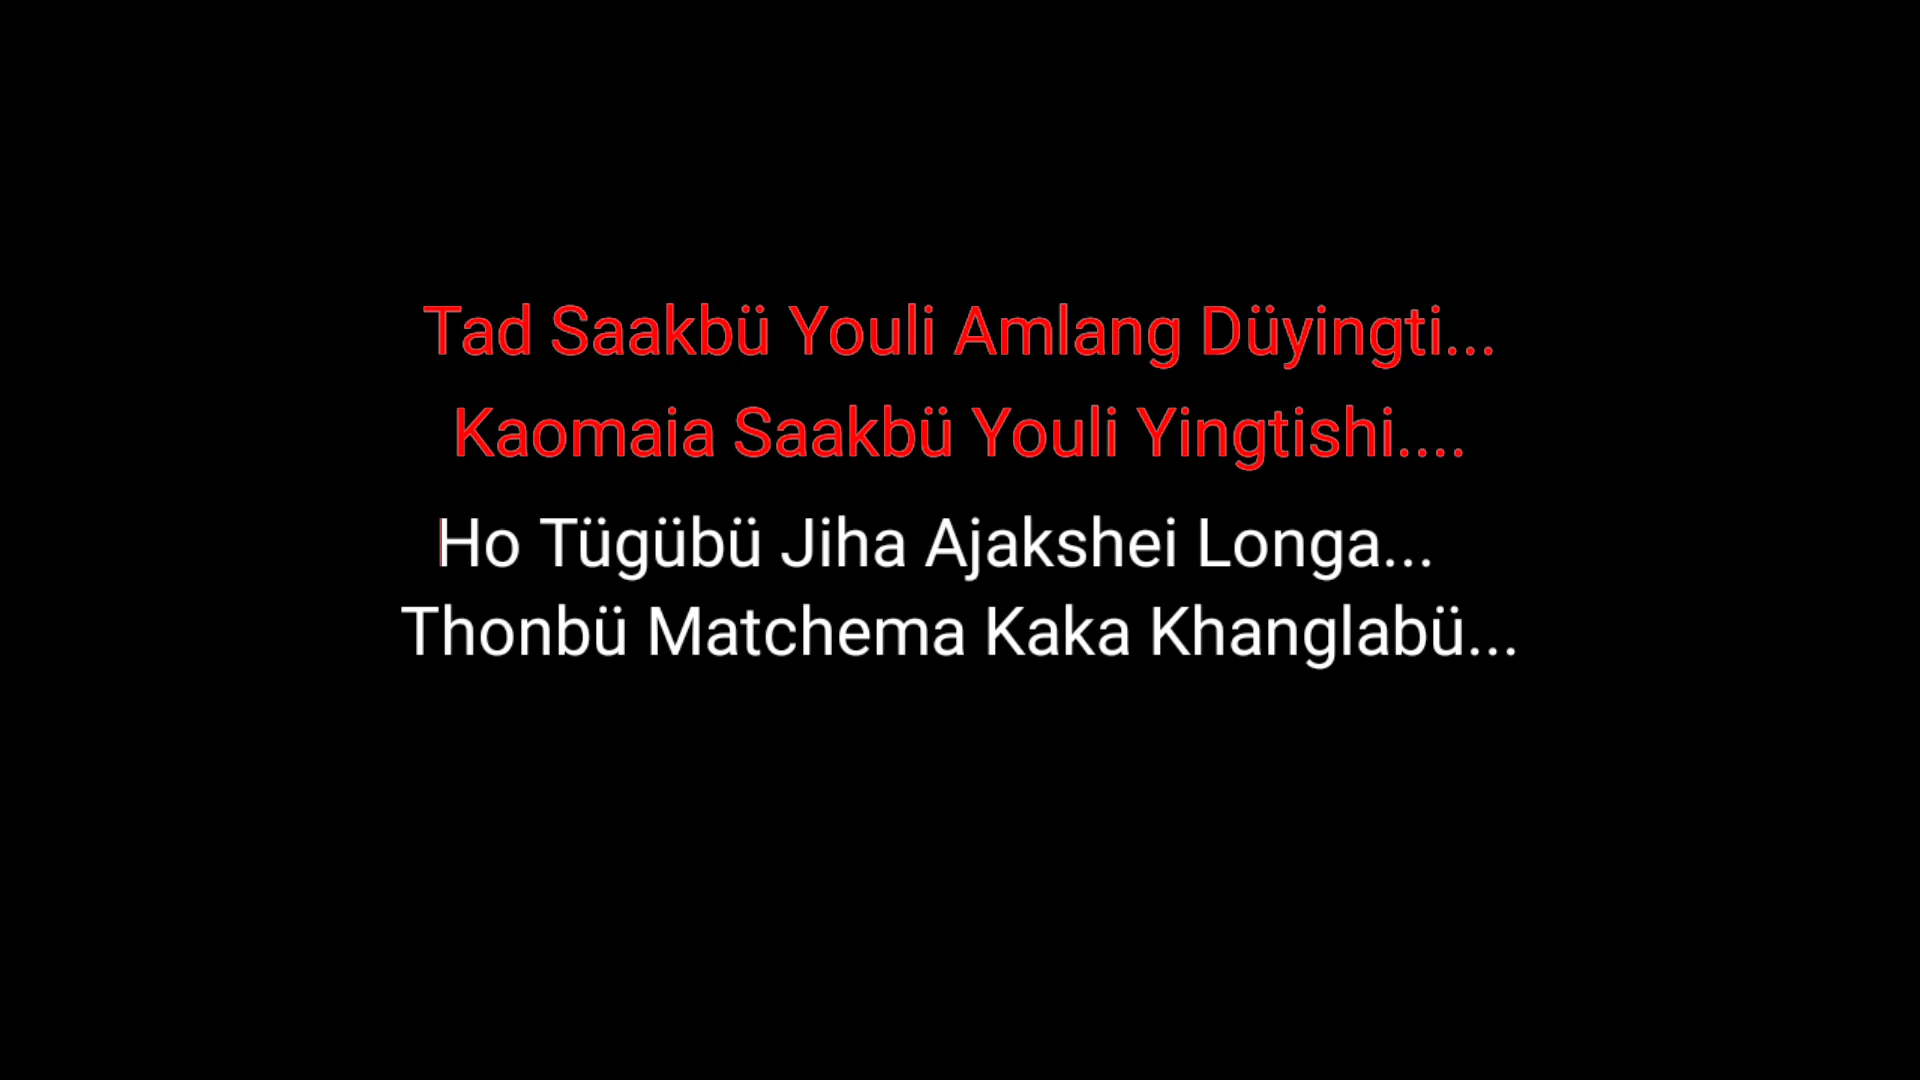 Tad Saakbü Youli Amlang Düyingti...
Kaomaia Saakbü Youli Yingtishi....
Ho Tügübü Jiha Ajakshei Longa...
Thonbü Matchema Kaka Khanglabü...